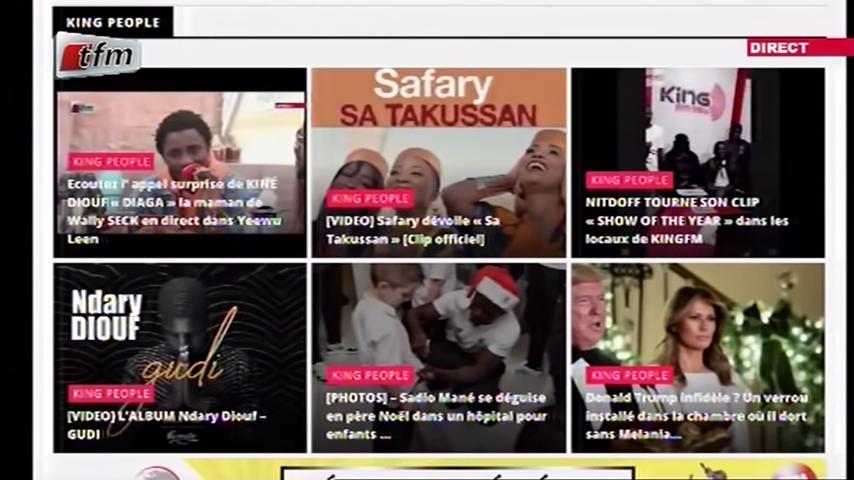 KING PEOPLE
tfm
DIRECT
KING PEOPLE
Ecoutez l' appel surprise de KINÉ
DIOUF « DIAGA » la maman de
Wally SECK en direct dans Yeewu
Leen
Safary
SA TAKUSSAN
KING PEOPLE
[VIDEO] Safary dévoile « Sa
Takussan » [Clip officiel]
King
KING PEOPLE
NITDOFF TOURNE SON CLIP
« SHOW OF THE YEAR » dans les
locaux de KINGFM
Ndary
DIOUF
gudi
KING PEOPLE
[VIDEO] L'ALBUM Ndary Diouf –
GUDI
KING PEOPLE
[PHOTOS] – Sadio Mané se déguise
en père Noël dans un hôpital pour
enfants ...
KING PEOPLE
Donald Trump infidèle ? Un verrou
installé dans la chambre où il dort
sans Melania...